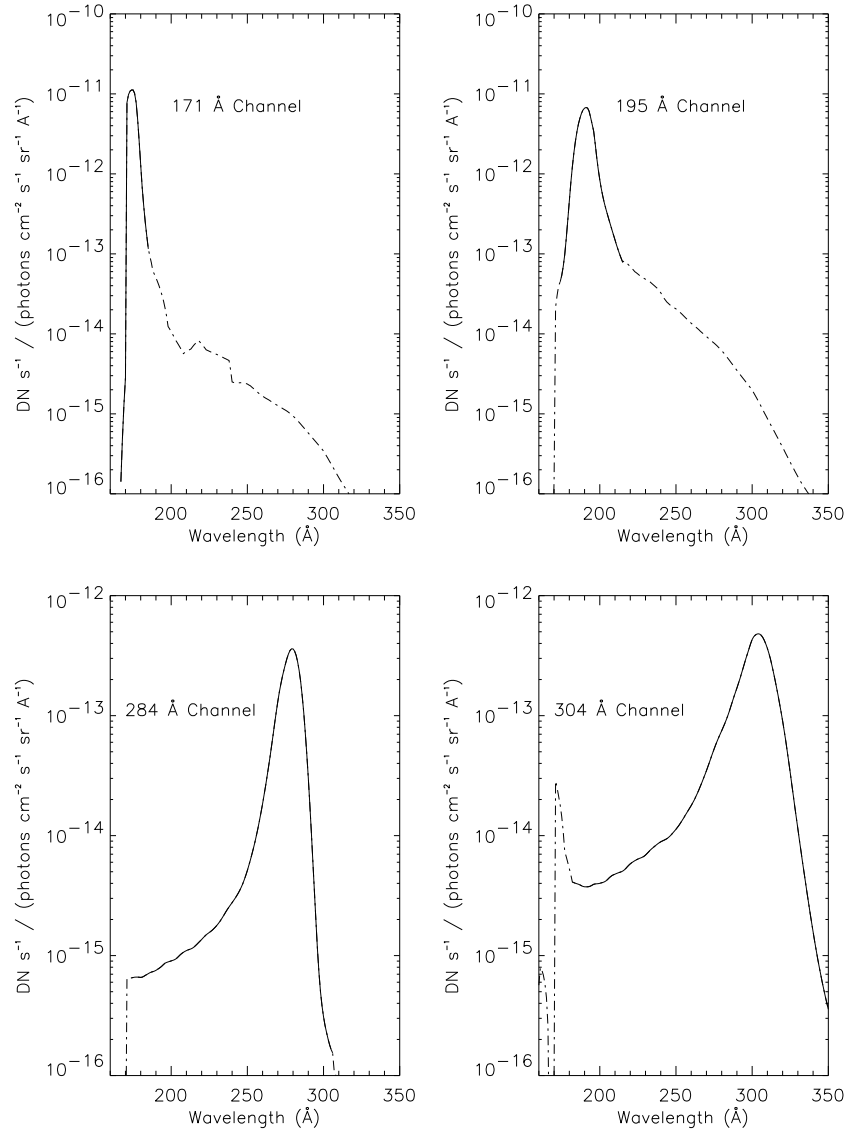 10⁻¹⁰
10⁻¹¹
10⁻¹²
10⁻¹³
10⁻¹⁴
10⁻¹⁵
10⁻¹⁶
DN s⁻¹ / (photons cm⁻² s⁻¹ sr⁻¹ A⁻¹)
171 Å Channel
200 250 300 350
Wavelength (Å)
10⁻¹⁰
10⁻¹¹
10⁻¹²
10⁻¹³
10⁻¹⁴
10⁻¹⁵
10⁻¹⁶
DN s⁻¹ / (photons cm⁻² s⁻¹ sr⁻¹ A⁻¹)
195 Å Channel
200 250 300 350
Wavelength (Å)
10⁻¹²
10⁻¹³
10⁻¹⁴
10⁻¹⁵
10⁻¹⁶
DN s⁻¹ / (photons cm⁻² s⁻¹ sr⁻¹ A⁻¹)
284 Å Channel
200 250 300 350
Wavelength (Å)
10⁻¹²
10⁻¹³
10⁻¹⁴
10⁻¹⁵
10⁻¹⁶
DN s⁻¹ / (photons cm⁻² s⁻¹ sr⁻¹ A⁻¹)
304 Å Channel
200 250 300 350
Wavelength (Å)